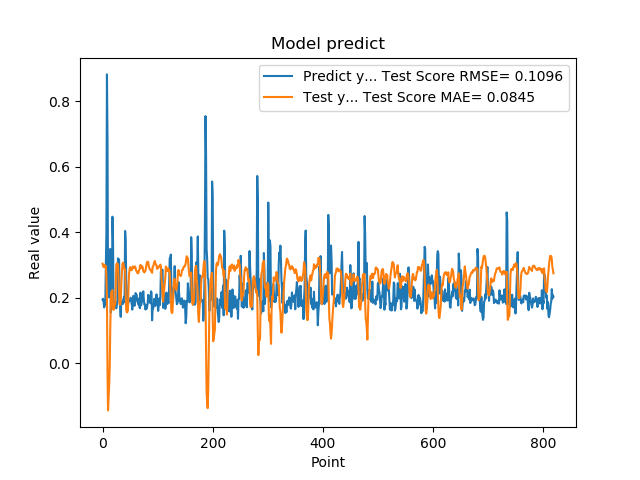 Model predict
Predict y... Test Score RMSE= 0.1096
Test y... Test Score MAE= 0.0845
Real value
0.8
0.6
0.4
0.2
0.0
0 200 400 600 800
Point